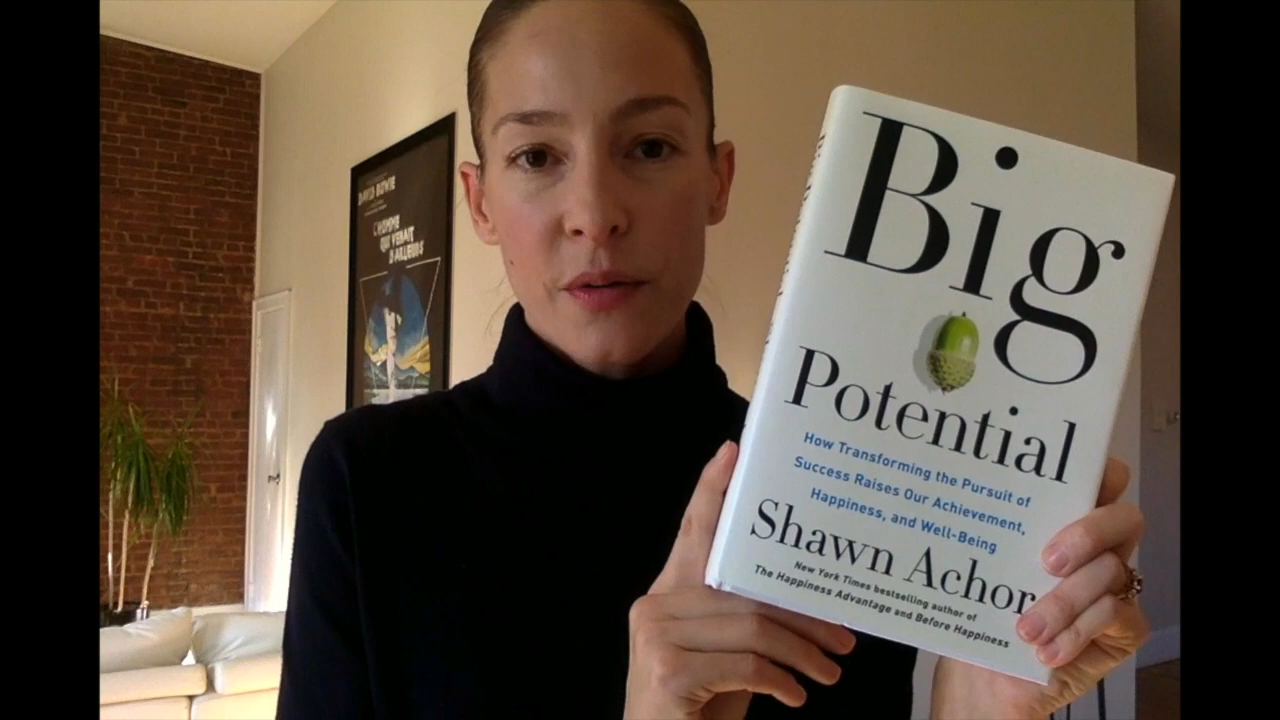 DAVID BOWIE
L'HOMME
QUI VENAIT
D'AILLEURS
Big
Potential
How Transforming the Pursuit of
Success Raises Our Achievement,
Happiness, and Well-Being
Shawn Achor
New York Times bestselling author of
The Happiness Advantage and Before Happiness